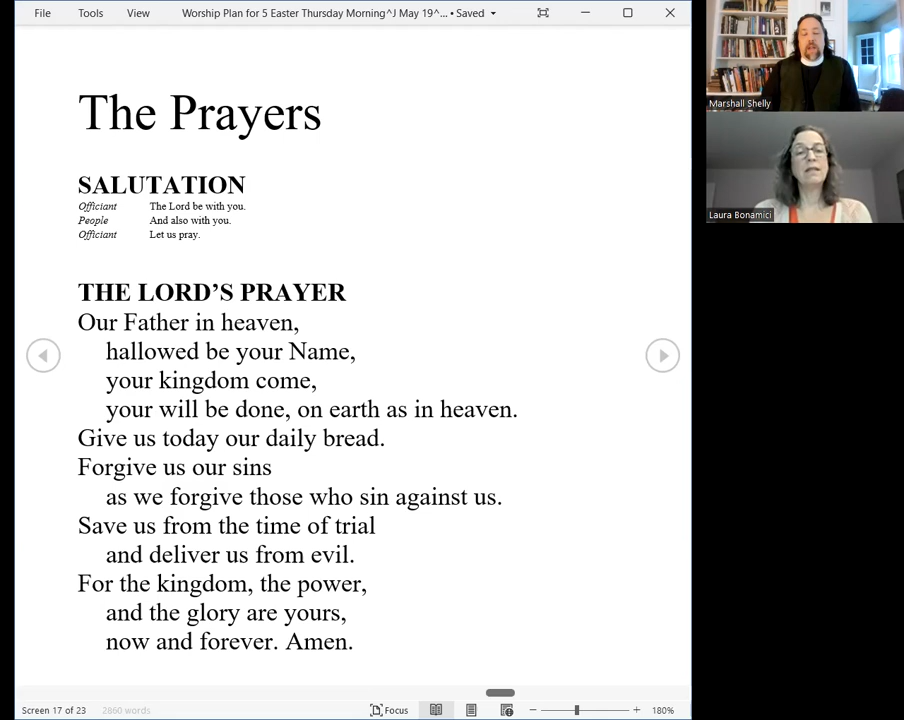 File Tools View Worship Plan for 5 Easter Thursday Morning^J May 19^... • Saved
The Prayers
SALUTATION
Officiant The Lord be with you.
People And also with you.
Officiant Let us pray.
THE LORD’S PRAYER
Our Father in heaven,
hallowed be your Name,
your kingdom come,
your will be done, on earth as in heaven.
Give us today our daily bread.
Forgive us our sins
as we forgive those who sin against us.
Save us from the time of trial
and deliver us from evil.
For the kingdom, the power,
and the glory are yours,
now and forever. Amen.
Screen 17 of 23 2860 words Focus 180%
Marshall Shelly
Laura Bonamici